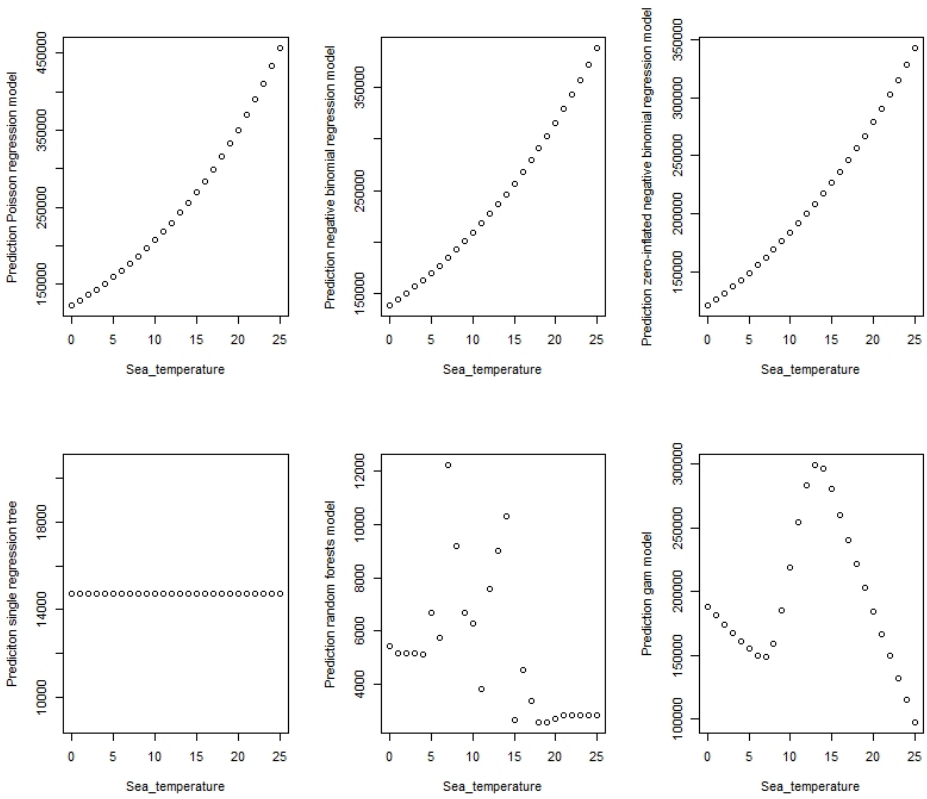 Prediction Poisson regression model
150000
250000
350000
450000
0 5 10 15 20 25
Sea_temperature
Prediction negative binomial regression model
150000
250000
350000
0 5 10 15 20 25
Sea_temperature
Prediction zero-inflated negative binomial regression model
150000
200000
250000
300000
350000
0 5 10 15 20 25
Sea_temperature
Prediciton single regression tree
10000
14000
18000
0 5 10 15 20 25
Sea_temperature
Prediction random forests model
4000
6000
8000
10000
12000
0 5 10 15 20 25
Sea_temperature
Prediction gam model
100000
150000
200000
250000
300000
0 5 10 15 20 25
Sea_temperature